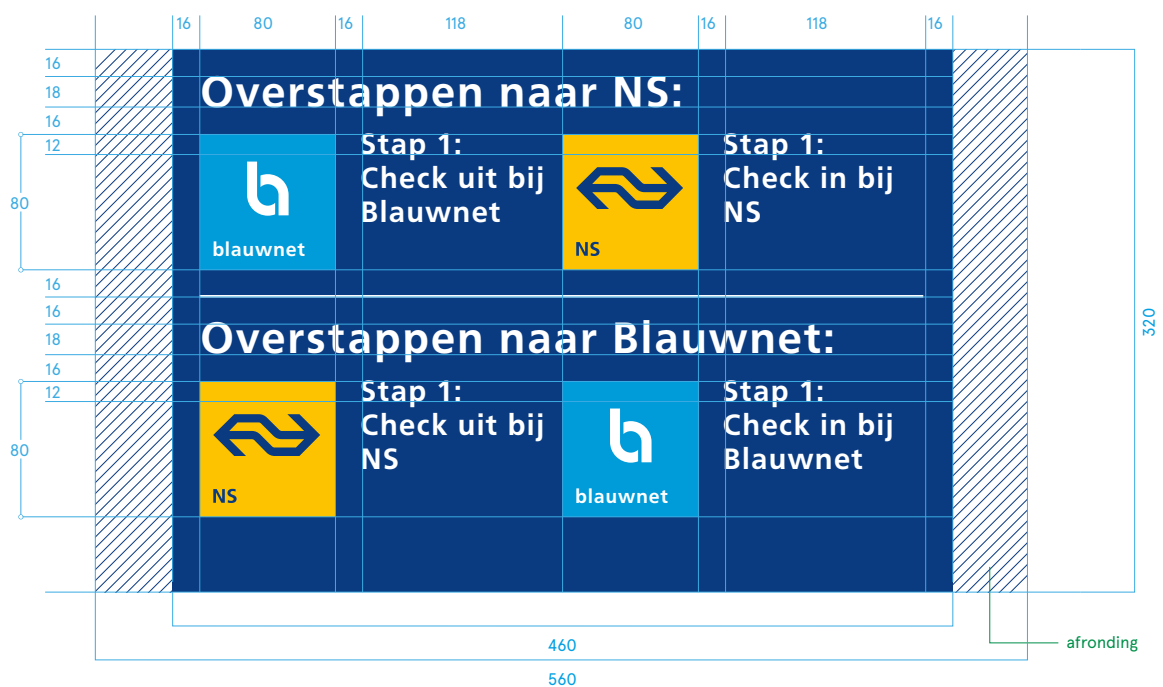 16 80 16 118 80 16 118 16
16
18
16
12
80
16
16
18
16
12
80
Overstappen naar NS:
blauwnet
Stap 1:
Check uit bij
Blauwnet
NS
Stap 1:
Check in bij
NS
Overstappen naar Blauwnet:
NS
Stap 1:
Check uit bij
NS
blauwnet
Stap 1:
Check in bij
Blauwnet
320
afronding
460
560